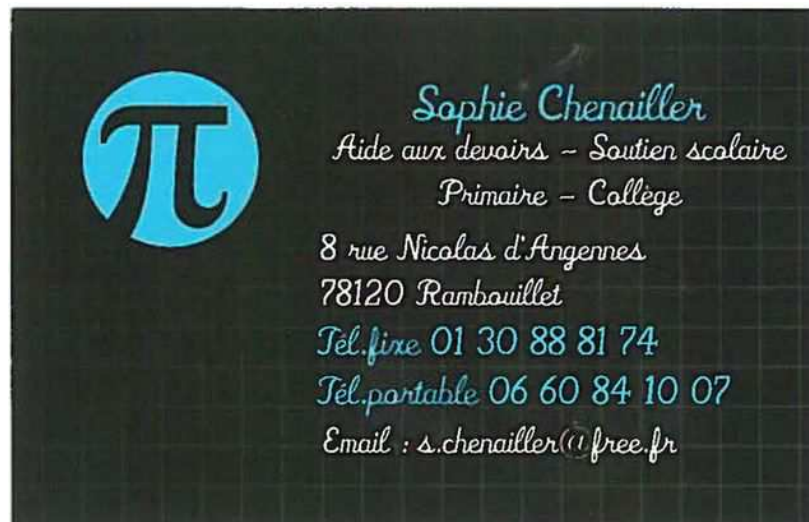 π
Sophie Chenailler
Aide aux devoirs – Soutien scolaire
Primaire – Collège
8 rue Nicolas d'Angennes
78120 Rambouillet
Tél.fixe 01 30 88 81 74
Tél.portable 06 60 84 10 07
Email : s.chenailler@free.fr